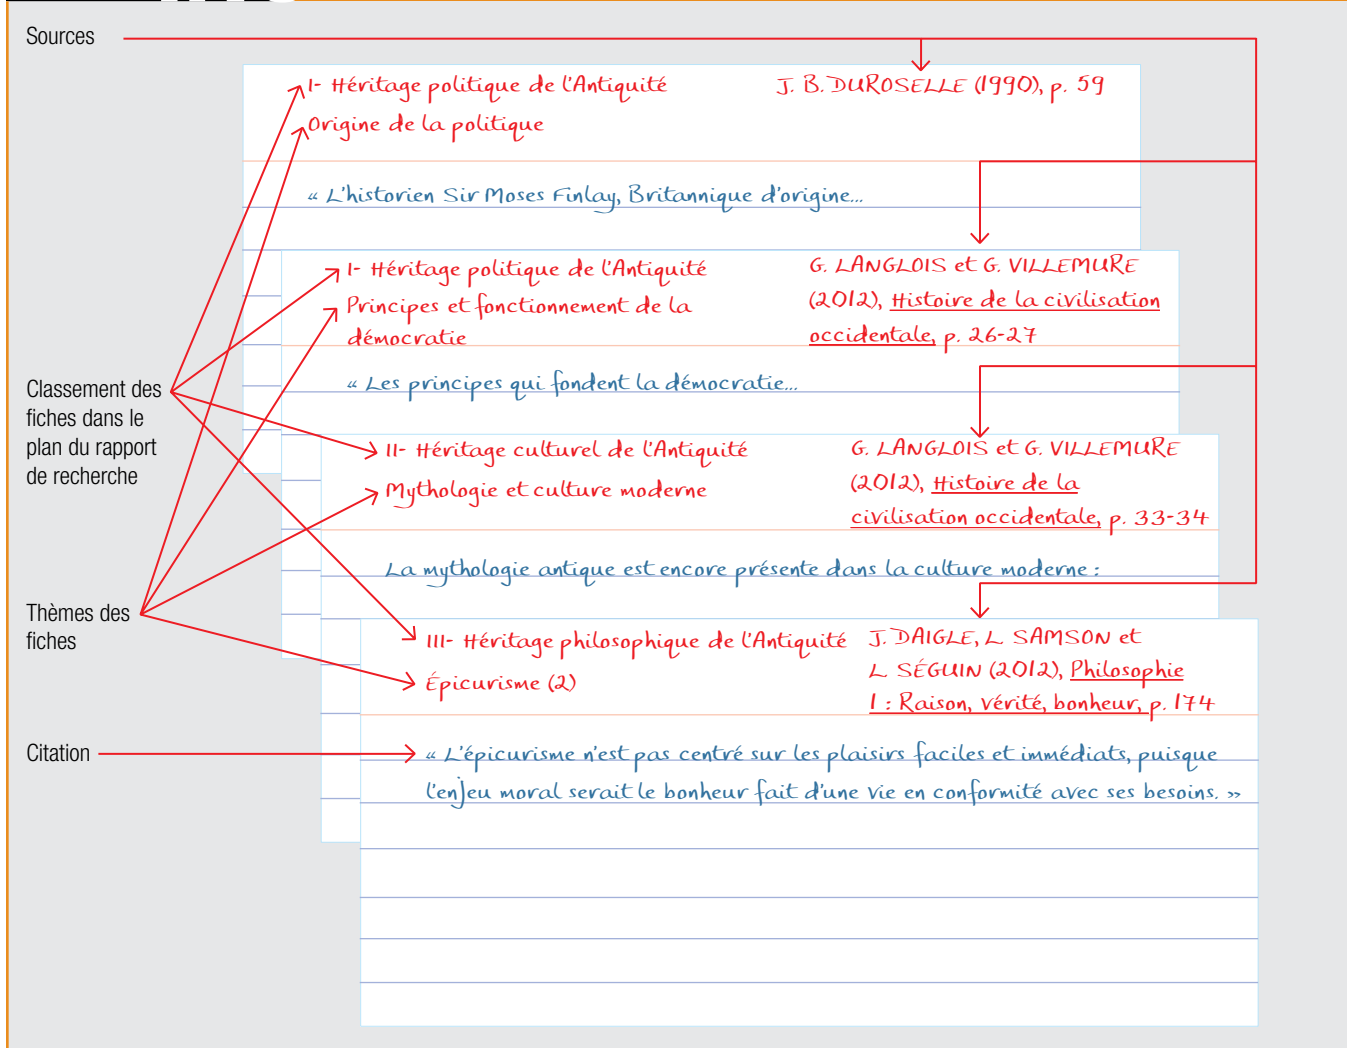 Sources
I- Héritage politique de l'Antiquité
J. B. DUROSELLE (1990), p. 59
Origine de la politique
« L'historien Sir Moses Finlay, Britannique d'origine...
I- Héritage politique de l'Antiquité
Principes et fonctionnement de la
démocratie
G. LANGLOIS et G. VILLEMURE
(2012), Histoire de la civilisation
occidentale, p. 26-27
« Les principes qui fondent la démocratie...
Classement des
fiches dans le
plan du rapport
de recherche
II- Héritage culturel de l'Antiquité
Mythologie et culture moderne
G. LANGLOIS et G. VILLEMURE
(2012), Histoire de la
civilisation occidentale, p. 33-34
La mythologie antique est encore présente dans la culture moderne :
Thèmes des
fiches
III- Héritage philosophique de l'Antiquité
Épicurisme (2)
J. DAIGLE, L SAMSON et
L SÉGUIN (2012), Philosophie
1 : Raison, vérité, bonheur, p. 174
Citation
« L'épicurisme n'est pas centré sur les plaisirs faciles et immédiats, puisque
l'enjeu moral serait le bonheur fait d'une vie en conformité avec ses besoins. »